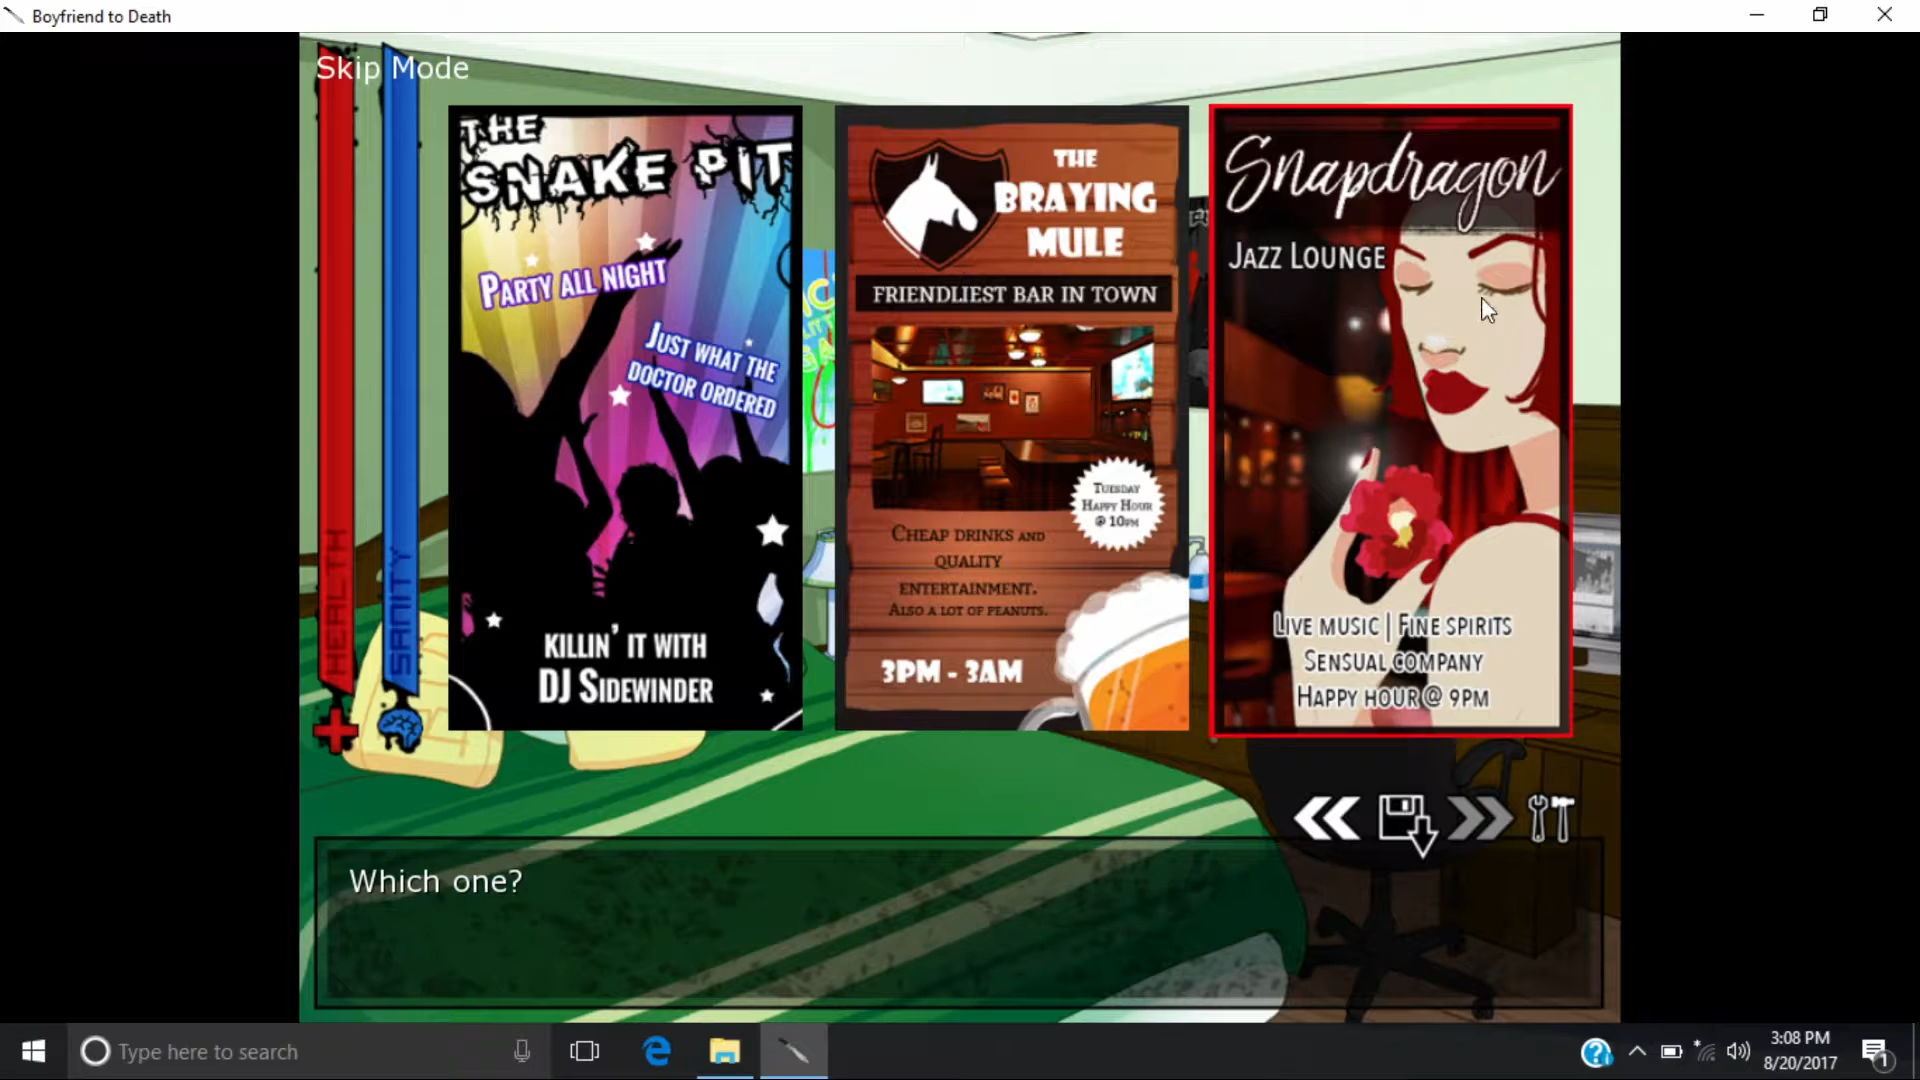 Boyfriend to Death
Skip Mode
HEALTH
SANITY
THE
SNAKE PIT
PARTY ALL NIGHT
JUST WHAT THE
DOCTOR ORDERED
KILLIN' IT WITH
DJ SIDEWINDER
THE
BRAYING
MULE
FRIENDLIEST BAR IN TOWN
TUESDAY
HAPPY HOUR
@ 10PM
CHEAP DRINKS AND
QUALITY
ENTERTAINMENT.
ALSO A LOT OF PEANUTS.
3PM - 3AM
Snapdragon
JAZZ LOUNGE
LIVE MUSIC | FINE SPIRITS
SENSUAL COMPANY
HAPPY HOUR @ 9PM
Which one?
Type here to search
3:08 PM
8/20/2017
1